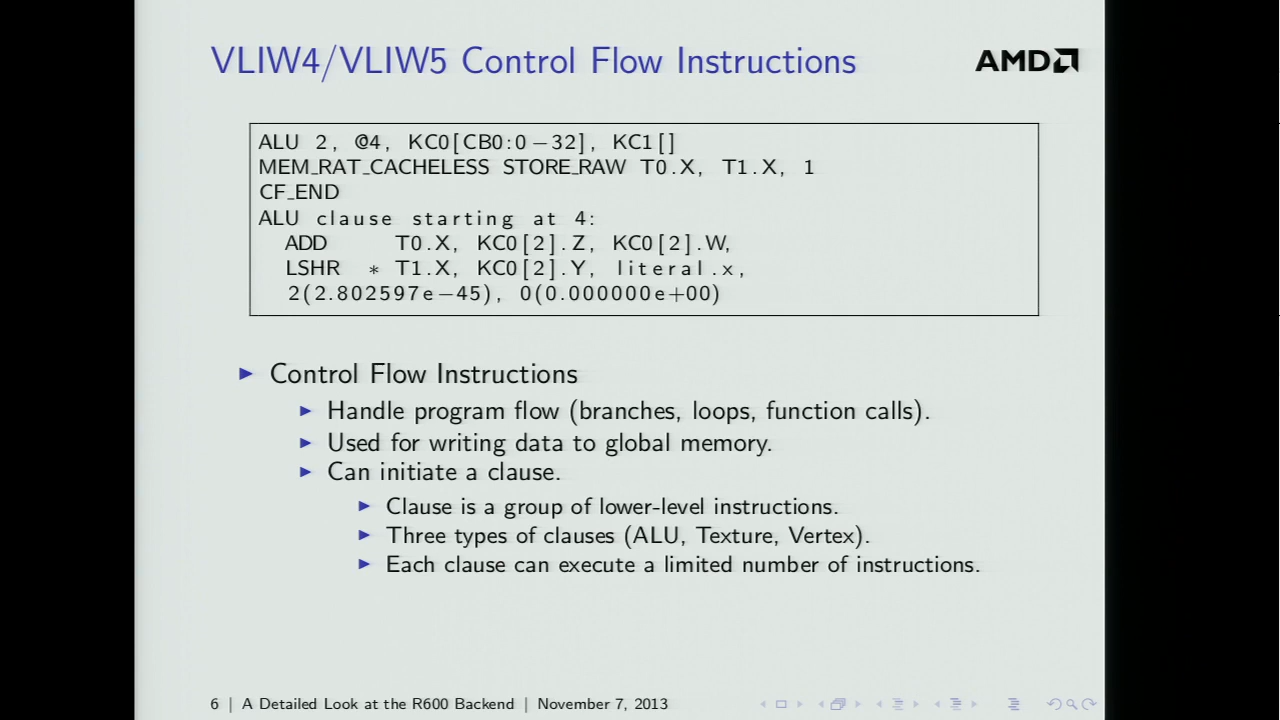 VLIW4/VLIW5 Control Flow Instructions
AMD
ALU 2, @4, KC0[CB0:0-32], KC1[]
MEM_RAT_CACHELESS STORE_RAW T0.X, T1.X, 1
CF_END
ALU clause starting at 4:
ADD T0.X, KC0[2].Z, KC0[2].W,
LSHR * T1.X, KC0[2].Y, literal.x,
2(2.802597e-45), 0(0.000000e+00)
Control Flow Instructions
Handle program flow (branches, loops, function calls).
Used for writing data to global memory.
Can initiate a clause.
Clause is a group of lower-level instructions.
Three types of clauses (ALU, Texture, Vertex).
Each clause can execute a limited number of instructions.
6 | A Detailed Look at the R600 Backend | November 7, 2013